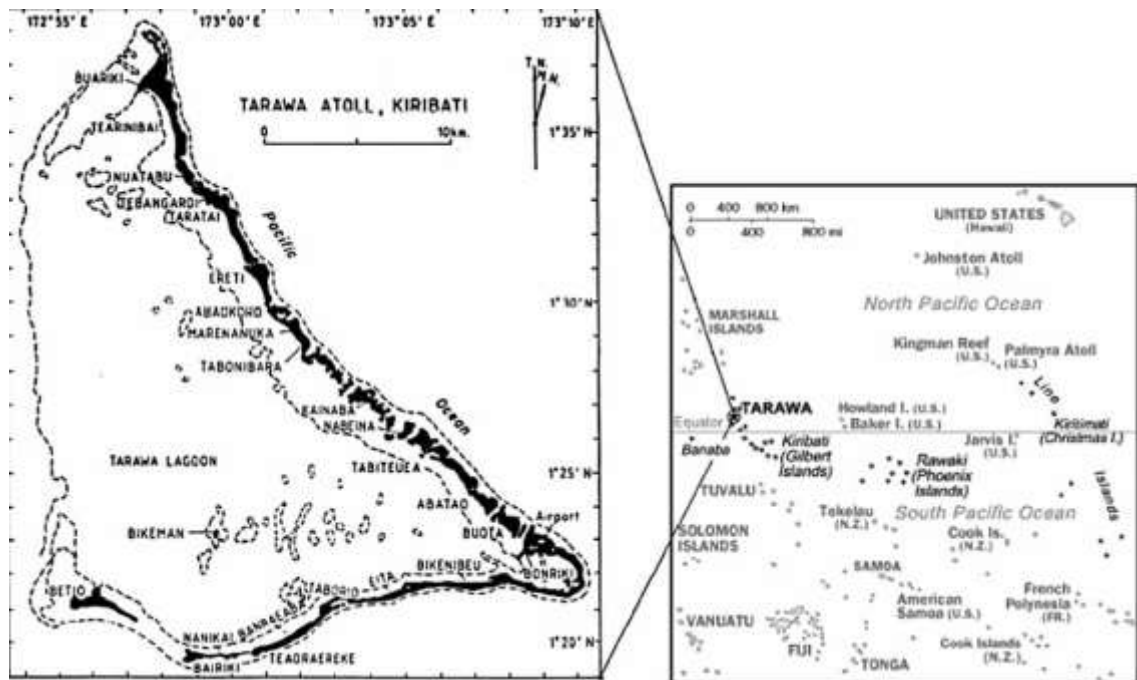 172°55' E
173°00' E
173°05' E
173°10' E
BUARIKI
T.N.
M.N.
TARAWA ATOLL, KIRIBATI
0 10km.
TEARINIBAI
1°35' N
NUATABU
TEBANGAROI
TARATAI
Pacific
ERETI
1°30' N
ABAOKORO
MARENANUKA
TABONIBARA
Ocean
KAINABA
NABEINA
TARAWA LAGOON
TABITEUEA
1°25' N
ABATAO
Airport
BIKEMAN
BUOTA
BONRIKI
BIKENIBEU
EITA
TABORIO
BANRAEABA
NANIKAI
BETIO
BAIRIKI
TEAORAEREKE
1°20' N
0 400 800 km
0 400 800 mi
UNITED STATES
(Hawaii)
Johnston Atoll
(U.S.)
North Pacific Ocean
MARSHALL
ISLANDS
Kingman Reef
(U.S.)
Palmyra Atoll
(U.S.)
Line
TARAWA
Howland I. (U.S.)
Equator
Baker I. (U.S.)
Kiritimati
(Christmas I.)
Jarvis I.
(U.S.)
Banaba
Kiribati
(Gilbert
Islands)
Rawaki
(Phoenix
Islands)
Islands
TUVALU
Tokelau
(N.Z.)
South Pacific Ocean
SOLOMON
ISLANDS
Cook Is.
(N.Z.)
SAMOA
American
Samoa (U.S.)
French
Polynesia
(FR.)
VANUATU
FIJI
TONGA
Cook Islands
(N.Z.)